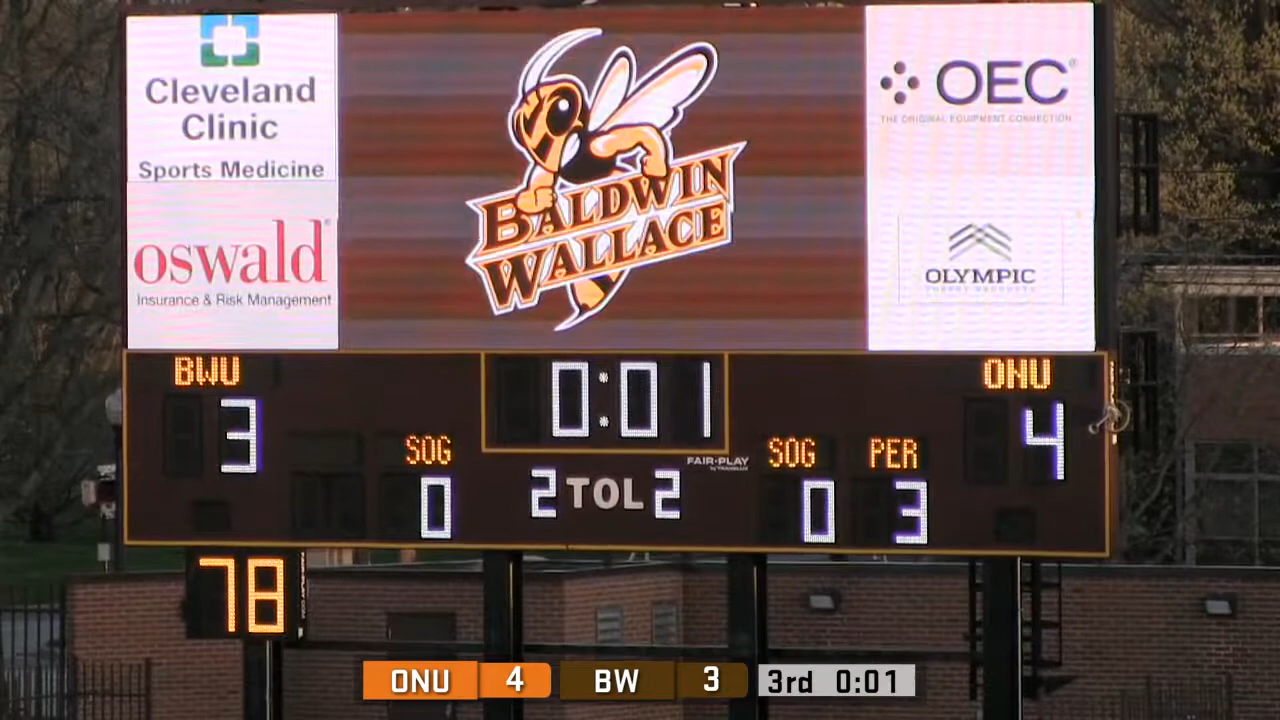 Cleveland
Clinic
Sports Medicine
oswald
Insurance & Risk Management
BALDWIN
WALLACE
OEC
THE ORIGINAL EQUIPMENT CONNECTION
OLYMPIC
BWU
3
0:01
ONU
4
SOG
0
2 TOL 2
FAIR-PLAY
SOG
0
PER
3
78
ONU 4 BW 3 3rd 0:01